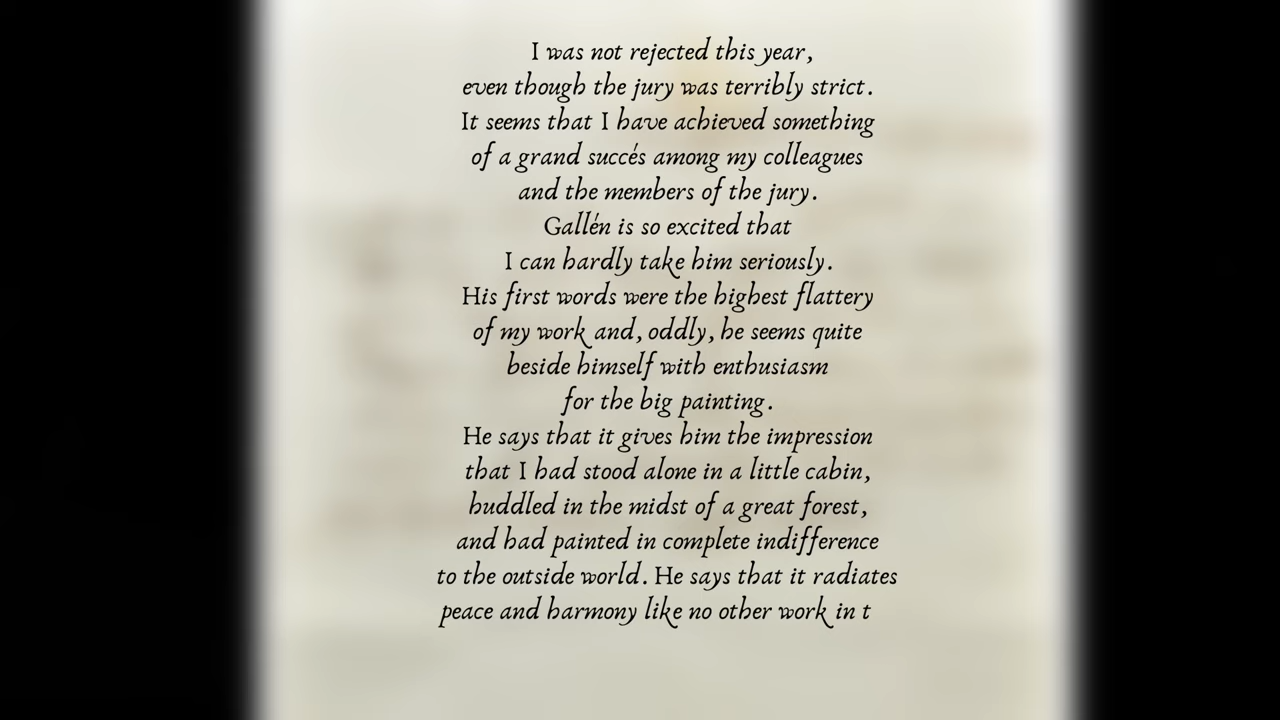 I was not rejected this year,
even though the jury was terribly strict.
It seems that I have achieved something
of a grand succés among my colleagues
and the members of the jury.
Gallén is so excited that
I can hardly take him seriously.
His first words were the highest flattery
of my work and, oddly, he seems quite
beside himself with enthusiasm
for the big painting.
He says that it gives him the impression
that I had stood alone in a little cabin,
huddled in the midst of a great forest,
and had painted in complete indifference
to the outside world. He says that it radiates
peace and harmony like no other work in t